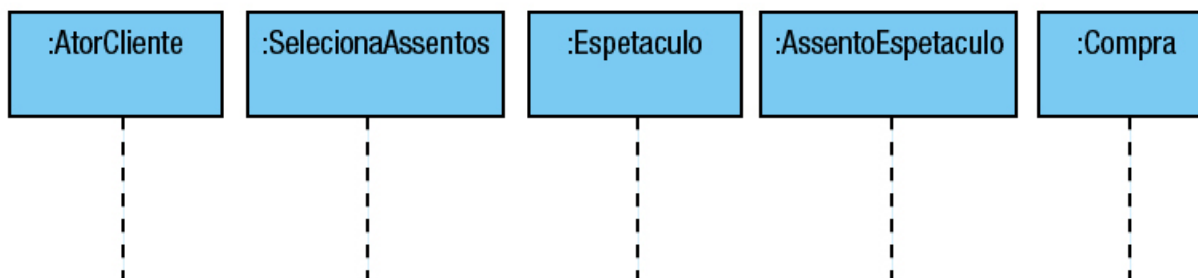 :AtorCliente
:SelecionaAssentos
:Espetaculo
:AssentoEspetaculo
:Compra